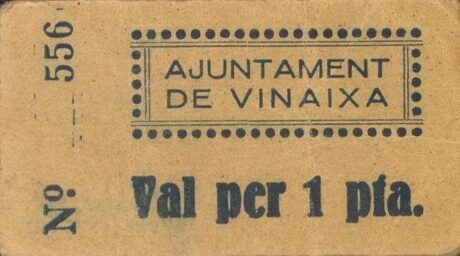 Nº 556
AJUNTAMENT
DE VINAIXA
Val per 1 pta.